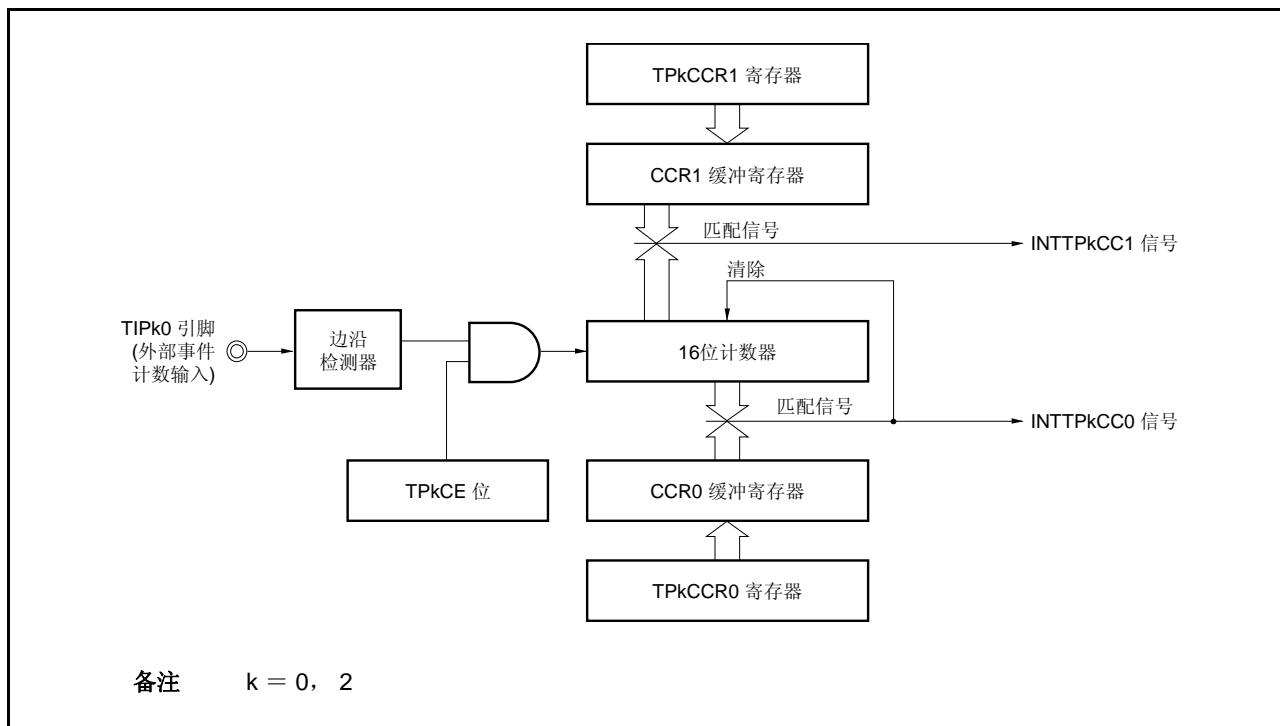 TPkCCR1 寄存器
CCR1 缓冲寄存器
匹配信号
INTTPkCC1 信号
清除
TIPk0 引脚
(外部事件
计数输入)
边沿
检测器
16位计数器
匹配信号
INTTPkCC0 信号
TPkCE 位
CCR0 缓冲寄存器
TPkCCR0 寄存器
备注 k = 0， 2